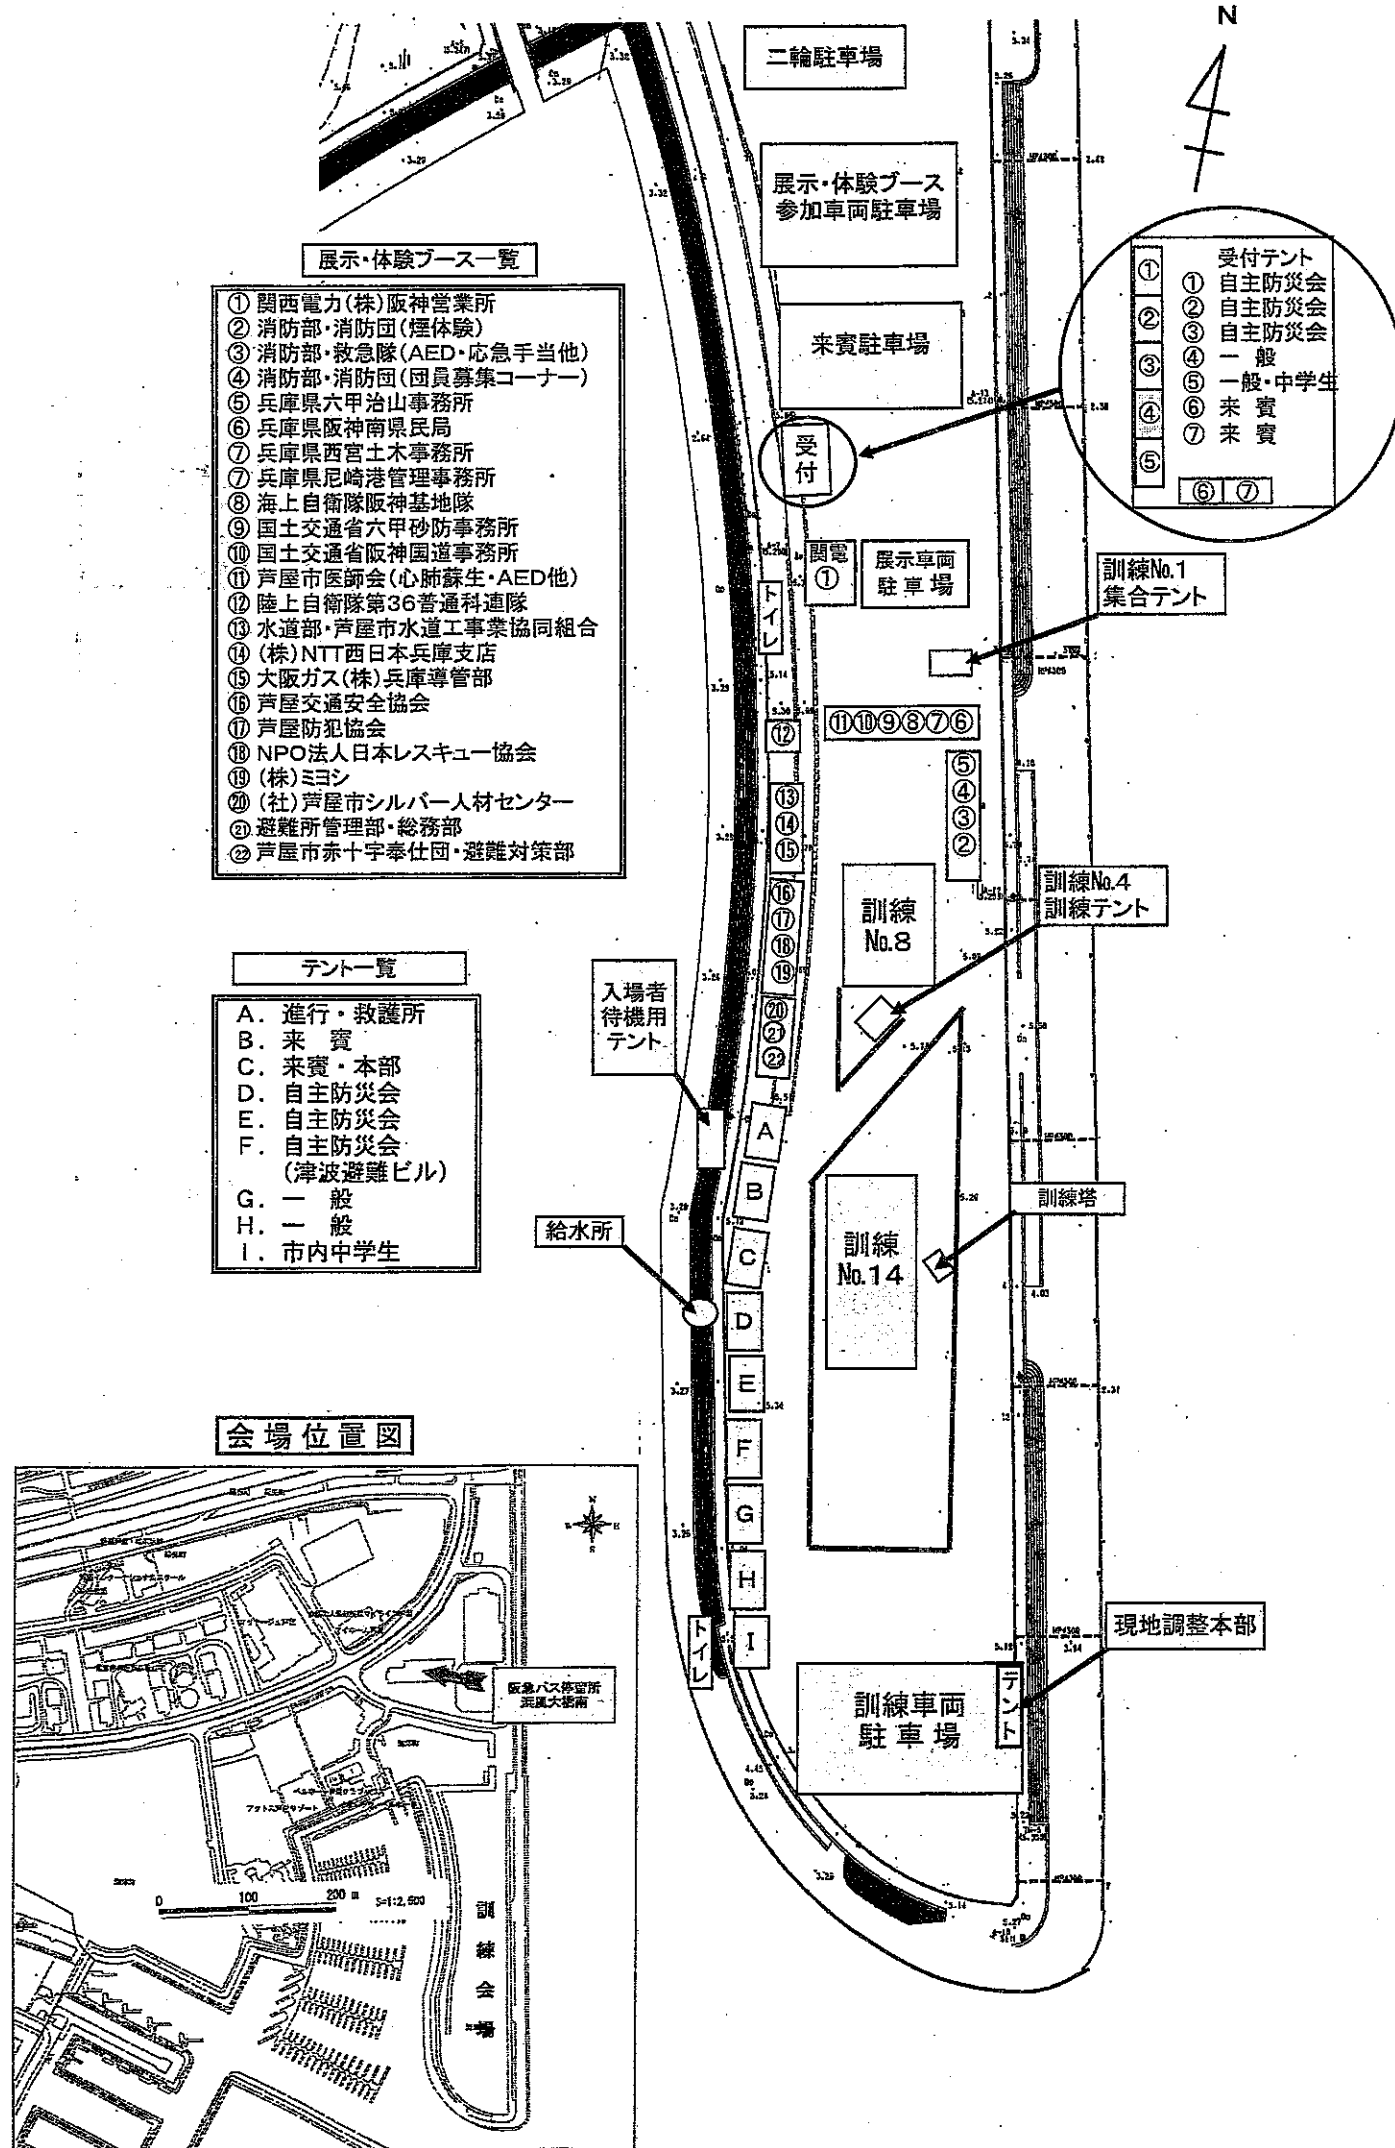 N
二輪駐車場
展示・体験ブース
参加車両駐車場
来賓駐車場
受付テント
① 自主防災会
② 自主防災会
③ 自主防災会
④ 一　般
⑤ 一般・中学生
⑥ 来 賓
⑦ 来 賓
①
②
③
④
⑤
⑥ ⑦
受
付
展示・体験ブース一覧
① 関西電力(株)阪神営業所
② 消防部・消防団(煙体験)
③ 消防部・救急隊(AED・応急手当他)
④ 消防部・消防団(団員募集コーナー)
⑤ 兵庫県六甲治山事務所
⑥ 兵庫県阪神南県民局
⑦ 兵庫県西宮土木事務所
⑦ 兵庫県尼崎港管理事務所
⑧ 海上自衛隊阪神基地隊
⑨ 国土交通省六甲砂防事務所
⑩ 国土交通省阪神国道事務所
⑪ 芦屋市医師会(心肺蘇生・AED他)
⑫ 陸上自衛隊第36普通科連隊
⑬ 水道部・芦屋市水道工事業協同組合
⑭ (株)NTT西日本兵庫支店
⑮ 大阪ガス(株)兵庫導管部
⑯ 芦屋交通安全協会
⑰ 芦屋防犯協会
⑱ NPO法人日本レスキュー協会
⑲ (株)ミヨシ
⑳ (社)芦屋市シルバー人材センター
㉑ 避難所管理部・総務部
㉒ 芦屋市赤十字奉仕団・避難対策部
関電
①
展示車両
駐車場
トイレ
訓練No.1
集合テント
⑪⑩⑨⑧⑦⑥
⑫
⑤
④
③
②
⑬
⑭
⑮
⑯
⑰
⑱
⑲
⑳
㉑
㉒
訓練
No.8
訓練No.4
訓練テント
入場者
待機用
テント
テント一覧
A. 進行・救護所
B. 来　賓
C. 来賓・本部
D. 自主防災会
E. 自主防災会
F. 自主防災会
(津波避難ビル)
G. 一　般
H. 一　般
I. 市内中学生
A
B
C
D
E
F
G
H
I
給水所
訓練
No.14
訓練塔
トイレ
現地調整本部
テント
訓練車両
駐車場
会場位置図
阪急バス停留所
浜風大橋南
0 100 200 m
S=1:2,500
訓練会場